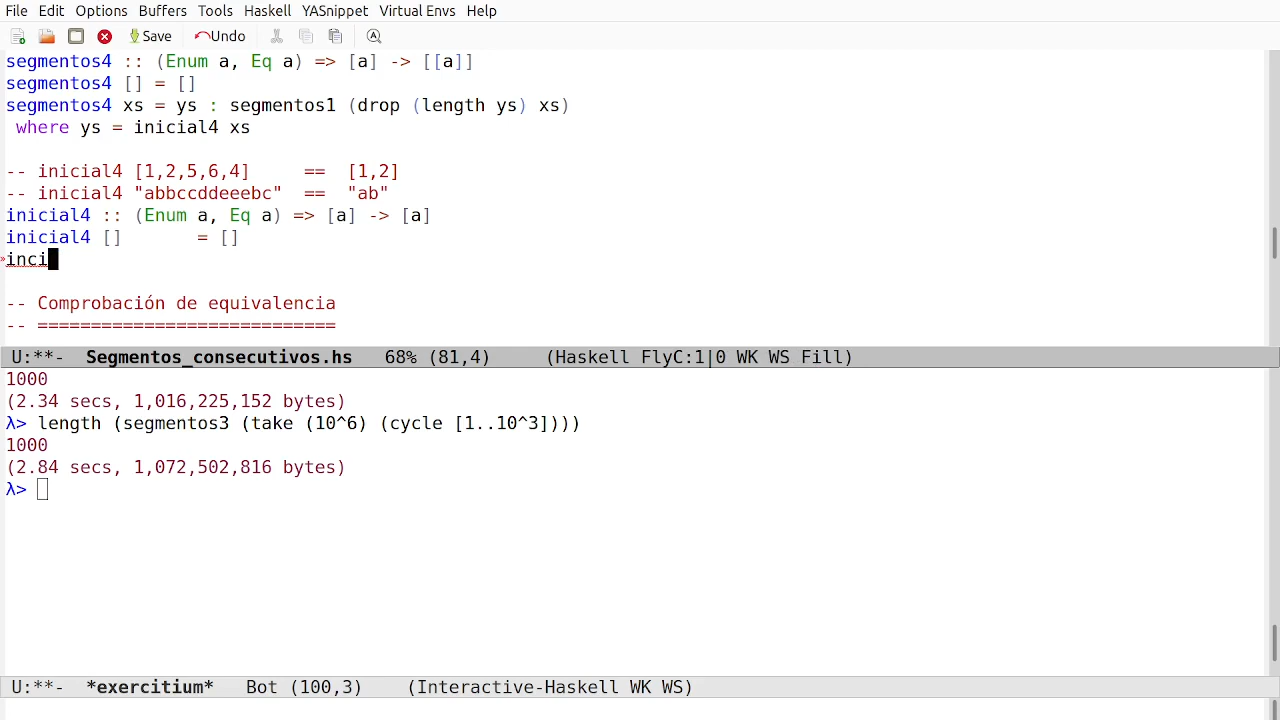 File Edit Options Buffers Tools Haskell YASnippet Virtual Envs Help
Save Undo
segmentos4 :: (Enum a, Eq a) => [a] -> [[a]]
segmentos4 [] = []
segmentos4 xs = ys : segmentos1 (drop (length ys) xs)
 where ys = inicial4 xs
-- inicial4 [1,2,5,6,4]     ==  [1,2]
-- inicial4 "abbccddeeebc"  ==  "ab"
inicial4 :: (Enum a, Eq a) => [a] -> [a]
inicial4 []       = []
inci
-- Comprobación de equivalencia
-- ============================
U:**-  Segmentos_consecutivos.hs   68% (81,4)     (Haskell FlyC:1|0 WK WS Fill)
1000
(2.34 secs, 1,016,225,152 bytes)
λ> length (segmentos3 (take (10^6) (cycle [1..10^3])))
1000
(2.84 secs, 1,072,502,816 bytes)
λ>
U:**-  *exercitium*   Bot (100,3)    (Interactive-Haskell WK WS)